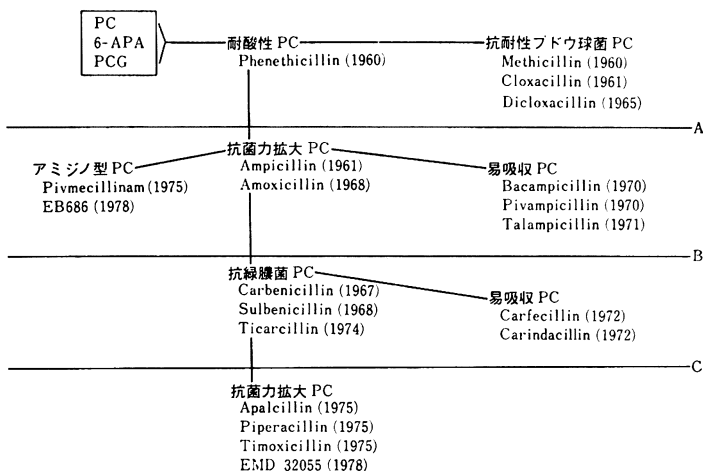 PC
6-APA
PCG
耐酸性 PC
Phenethicillin (1960)
抗耐性ブドウ球菌 PC
Methicillin (1960)
Cloxacillin (1961)
Dicloxacillin (1965)
A
アミジノ型 PC
Pivmecillinam (1975)
EB686 (1978)
抗菌力拡大 PC
Ampicillin (1961)
Amoxicillin (1968)
易吸収 PC
Bacampicillin (1970)
Pivampicillin (1970)
Talampicillin (1971)
B
抗緑膿菌 PC
Carbenicillin (1967)
Sulbenicillin (1968)
Ticarcillin (1974)
易吸収 PC
Carfecillin (1972)
Carindacillin (1972)
C
抗菌力拡大 PC
Apalcillin (1975)
Piperacillin (1975)
Timoxicillin (1975)
EMD 32055 (1978)